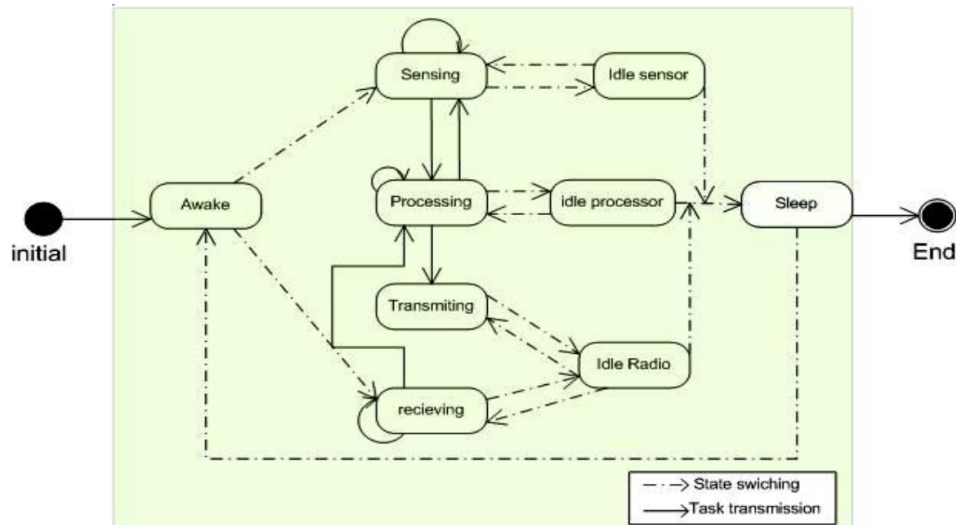 Sensing
Idle sensor
Awake
Processing
idle processor
Sleep
initial
End
Transmiting
Idle Radio
recieving
State swiching
Task transmission